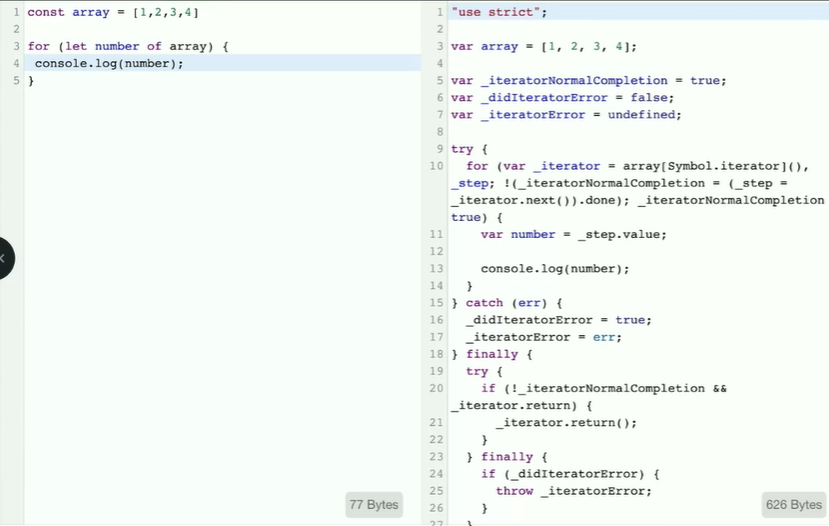 1 const array = [1,2,3,4]
2
3 for (let number of array) {
4  console.log(number);
5 }
77 Bytes
1 "use strict";
2
3 var array = [1, 2, 3, 4];
4
5 var _iteratorNormalCompletion = true;
6 var _didIteratorError = false;
7 var _iteratorError = undefined;
8
9 try {
10   for (var _iterator = array[Symbol.iterator](),
_step; !(_iteratorNormalCompletion = (_step =
_iterator.next()).done); _iteratorNormalCompletion
true) {
11     var number = _step.value;
12
13     console.log(number);
14   }
15 } catch (err) {
16   _didIteratorError = true;
17   _iteratorError = err;
18 } finally {
19   try {
20     if (!_iteratorNormalCompletion &&
_iterator.return) {
21       _iterator.return();
22     }
23   } finally {
24     if (_didIteratorError) {
25       throw _iteratorError;
26     }
27   }
626 Bytes